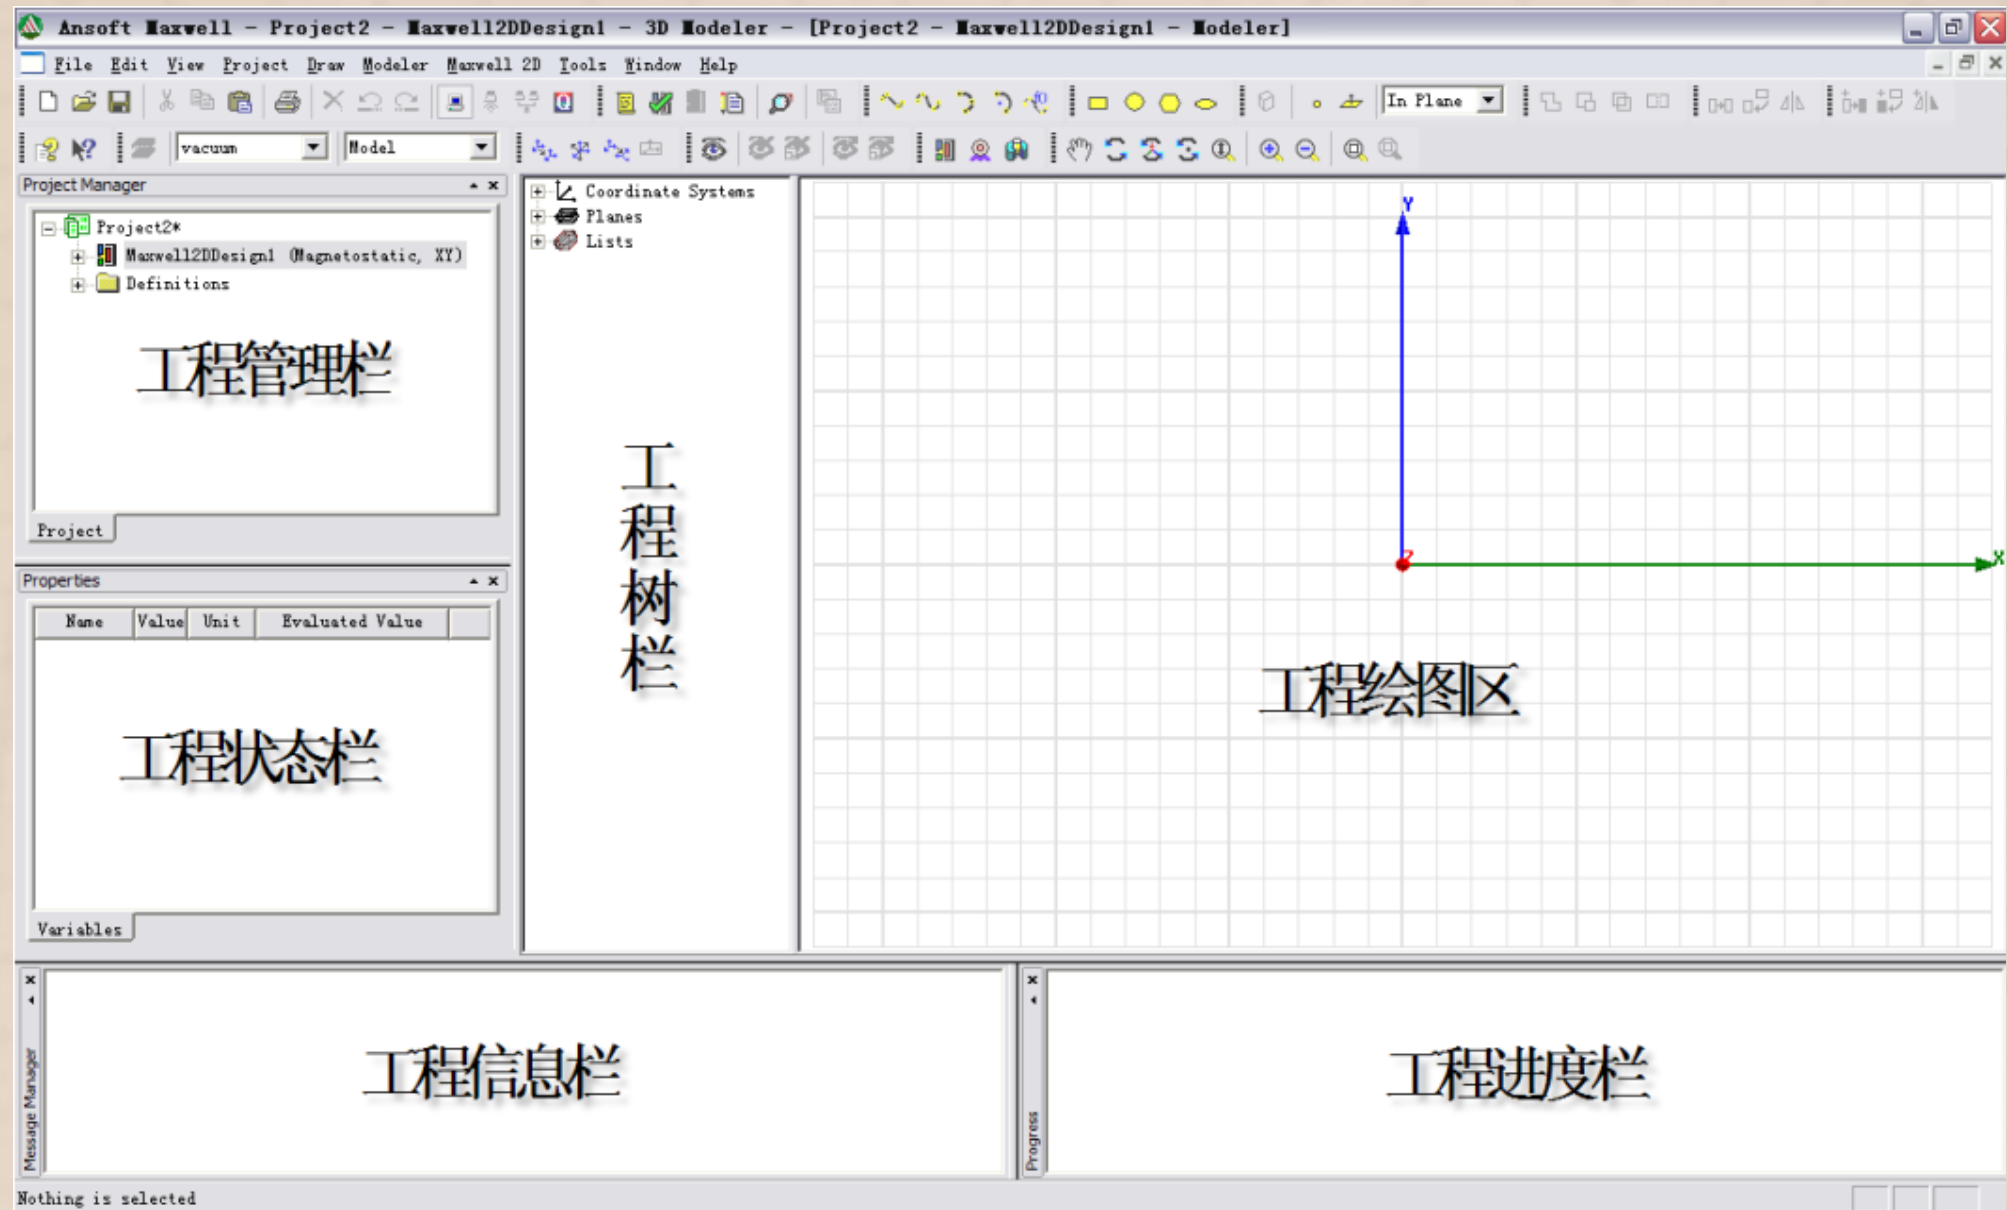 Ansoft Maxwell - Project2 - Maxwell2DDesign1 - 3D Modeler - [Project2 - Maxwell2DDesign1 - Modeler]
File Edit View Project Draw Modeler Maxwell 2D Tools Window Help
In Plane
vacuum Model
Project Manager
Project2*
Maxwell2DDesign1 (Magnetostatic, XY)
Definitions
工程管理栏
Project
Properties
Name Value Unit Evaluated Value
工程状态栏
Variables
Coordinate Systems
Planes
Lists
工程树栏
Y
Z
X
工程绘图区
Message Manager
工程信息栏
Progress
工程进度栏
Nothing is selected